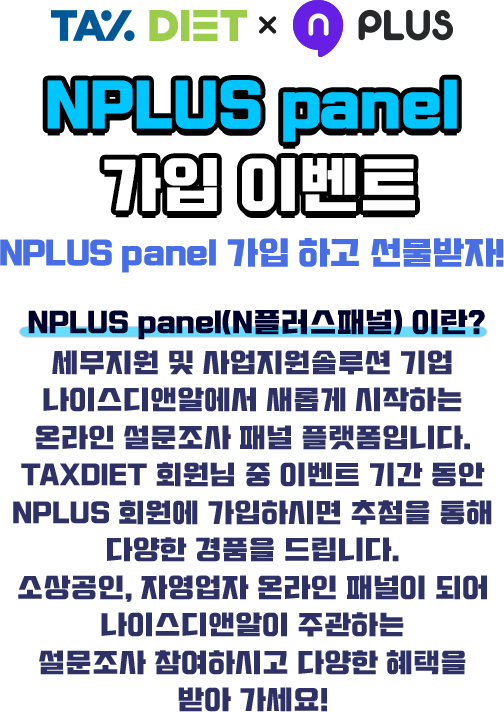 TAX DIET × n PLUS
NPLUS panel
가입 이벤트
NPLUS panel 가입 하고 선물받자!
NPLUS panel(N플러스패널) 이란?
세무지원 및 사업지원솔루션 기업
나이스디앤알에서 새롭게 시작하는
온라인 설문조사 패널 플랫폼입니다.
TAXDIET 회원님 중 이벤트 기간 동안
NPLUS 회원에 가입하시면 추첨을 통해
다양한 경품을 드립니다.
소상공인, 자영업자 온라인 패널이 되어
나이스디앤알이 주관하는
설문조사 참여하시고 다양한 혜택을
받아 가세요!